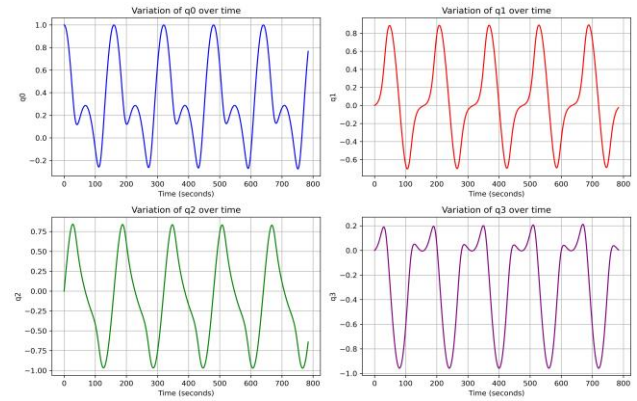 Variation of q0 over time
1.0
0.8
0.6
0.4
0.2
0.0
−0.2
q0
0 100 200 300 400 500 600 700 800
Time (seconds)
Variation of q1 over time
0.8
0.6
0.4
0.2
0.0
−0.2
−0.4
−0.6
q1
0 100 200 300 400 500 600 700 800
Time (seconds)
Variation of q2 over time
0.75
0.50
0.25
0.00
−0.25
−0.50
−0.75
−1.00
q2
0 100 200 300 400 500 600 700 800
Time (seconds)
Variation of q3 over time
0.2
0.0
−0.2
−0.4
−0.6
−0.8
−1.0
q3
0 100 200 300 400 500 600 700 800
Time (seconds)